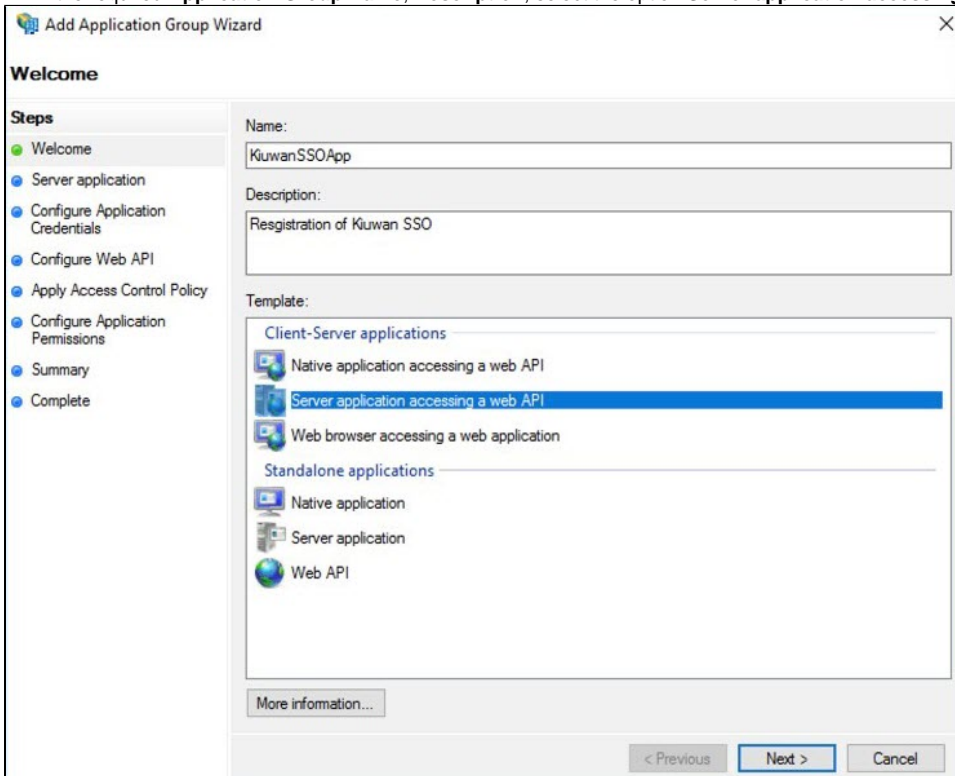 Add Application Group Wizard
Welcome
Steps
Welcome
Server application
Configure Application
Credentials
Configure Web API
Apply Access Control Policy
Configure Application
Permissions
Summary
Complete
Name:
KiuwanSSOApp
Description:
Resgistration of Kiuwan SSO
Template:
Client-Server applications
Native application accessing a web API
Server application accessing a web API
Web browser accessing a web application
Standalone applications
Native application
Server application
Web API
More information...
< Previous
Next >
Cancel